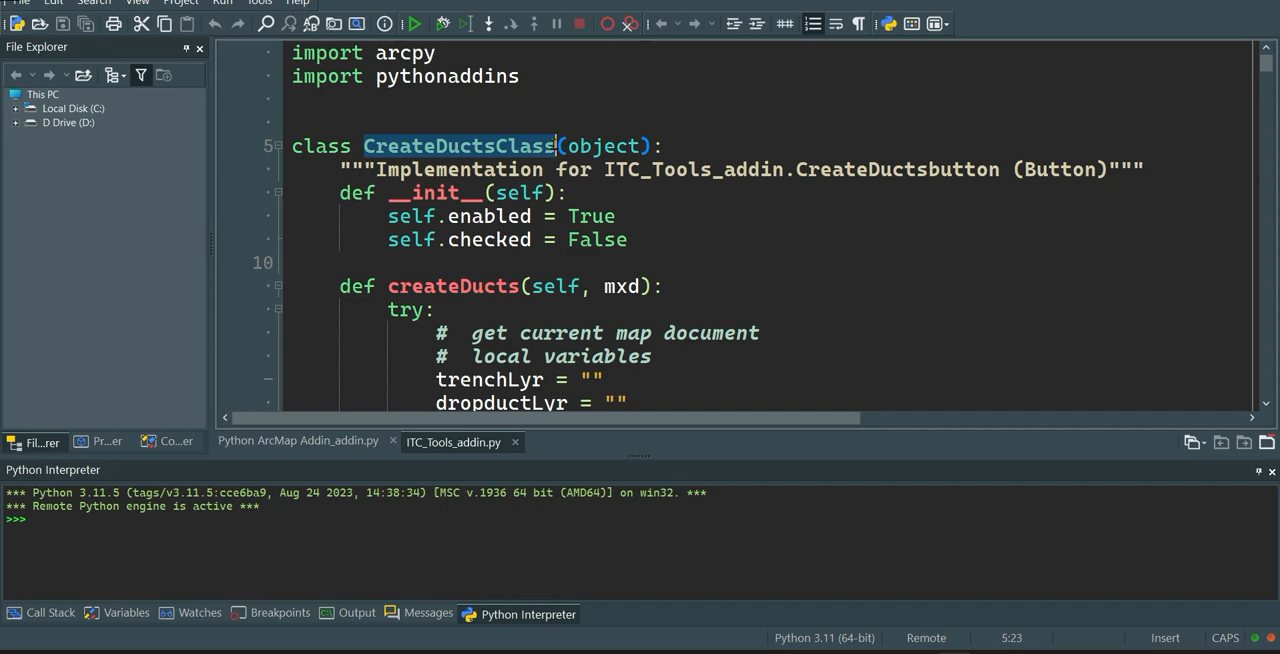 File Edit Search View Project Run Tools Help
File Explorer
This PC
Local Disk (C:)
D Drive (D:)
import arcpy
import pythonaddins
5 class CreateDuctsClass(object):
"""Implementation for ITC_Tools_addin.CreateDuctsbutton (Button)"""
def __init__(self):
self.enabled = True
self.checked = False
10
def createDucts(self, mxd):
try:
# get current map document
# local variables
trenchLyr = ""
dropductLyr = ""
Fil...rer Pr...er Co...er
Python ArcMap Addin_addin.py ITC_Tools_addin.py
Python Interpreter
*** Python 3.11.5 (tags/v3.11.5:cce6ba9, Aug 24 2023, 14:38:34) [MSC v.1936 64 bit (AMD64)] on win32. ***
*** Remote Python engine is active ***
>>>
Call Stack Variables Watches Breakpoints Output Messages Python Interpreter
Python 3.11 (64-bit) Remote 5:23 Insert CAPS